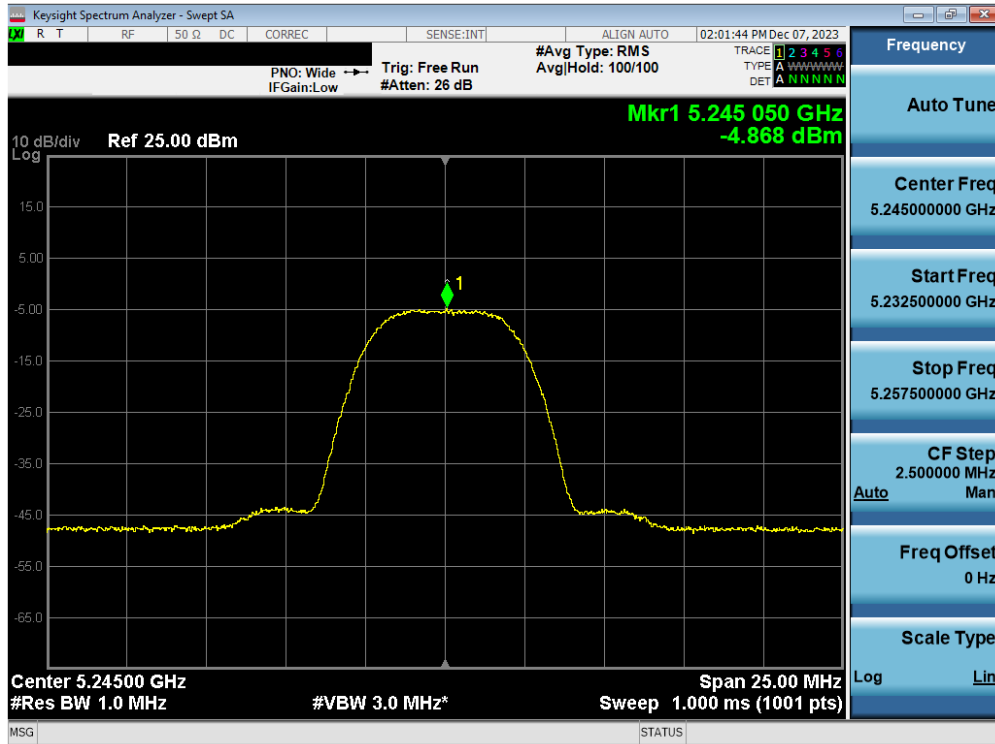 Keysight Spectrum Analyzer - Swept SA
LXI R T RF 50 Ω DC CORREC SENSE:INT ALIGN AUTO 02:01:44 PM Dec 07, 2023
PNO: Wide
IFGain:Low
Trig: Free Run
#Atten: 26 dB
#Avg Type: RMS
Avg|Hold: 100/100
TRACE 1 2 3 4 5 6
TYPE A WWWWW
DET A N N N N N
Mkr1 5.245 050 GHz
-4.868 dBm
10 dB/div Ref 25.00 dBm
Log
15.0
5.00
-5.00
-15.0
-25.0
-35.0
-45.0
-55.0
-65.0
1
Center 5.24500 GHz Span 25.00 MHz
#Res BW 1.0 MHz #VBW 3.0 MHz* Sweep 1.000 ms (1001 pts)
MSG STATUS
Frequency
Auto Tune
Center Freq
5.245000000 GHz
Start Freq
5.232500000 GHz
Stop Freq
5.257500000 GHz
CF Step
2.500000 MHz
Auto Man
Freq Offset
0 Hz
Scale Type
Log Lin